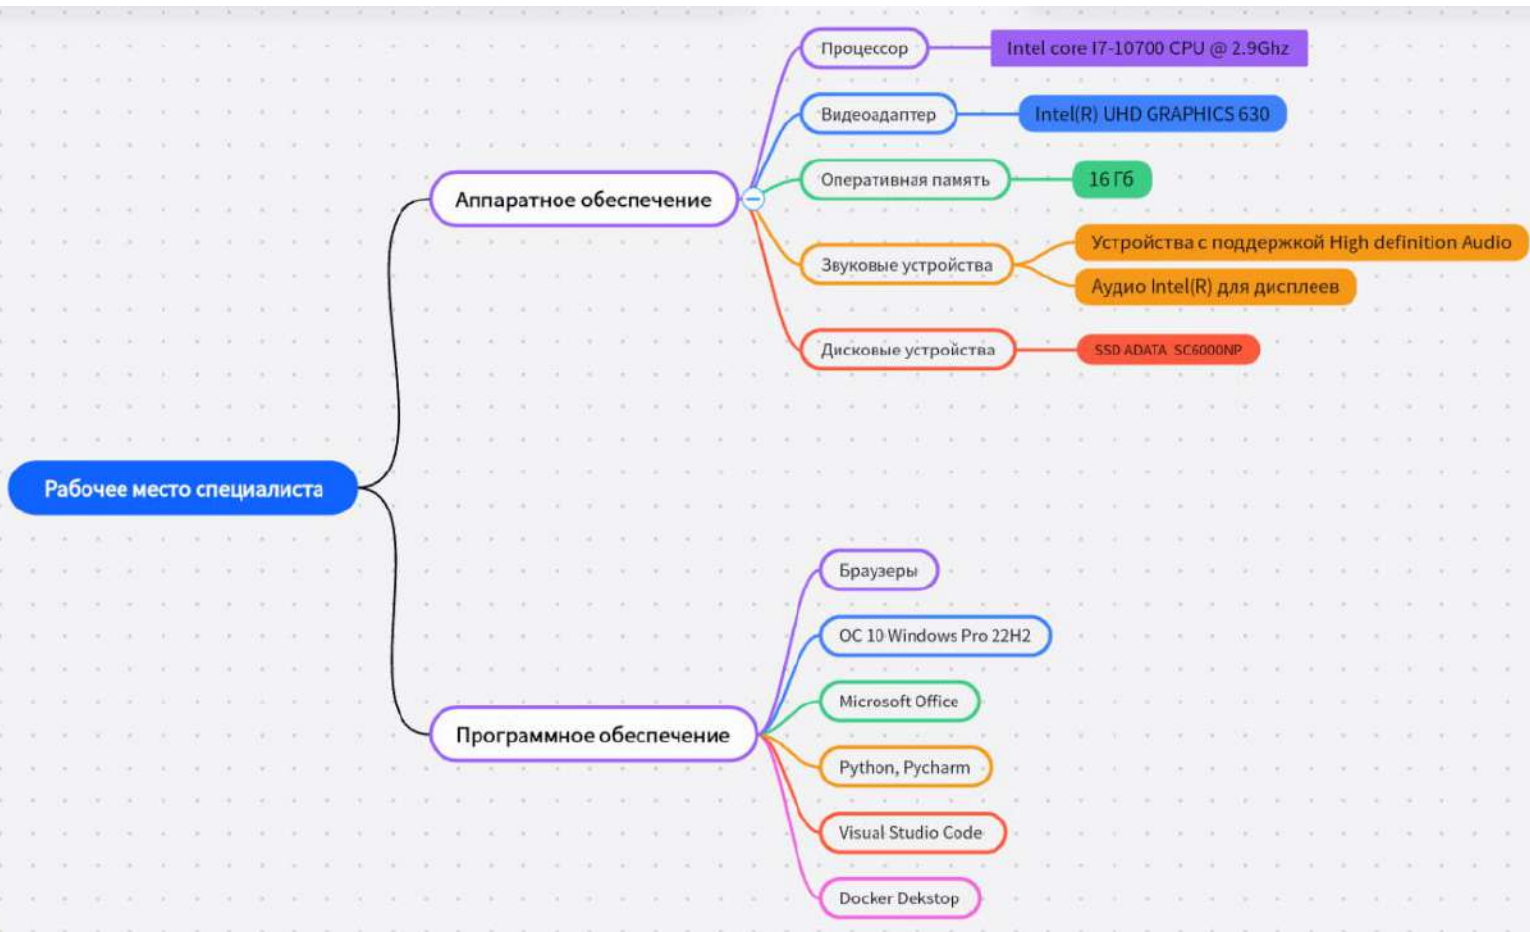 Процессор
Intel core I7-10700 CPU @ 2.9Ghz
Видеоадаптер
Intel(R) UHD GRAPHICS 630
Оперативная память
16 Гб
Аппаратное обеспечение
Звуковые устройства
Устройства с поддержкой High definition Audio
Аудио Intel(R) для дисплеев
Дисковые устройства
SSD ADATA SC6000NP
Рабочее место специалиста
Браузеры
ОС 10 Windows Pro 22H2
Microsoft Office
Программное обеспечение
Python, Pycharm
Visual Studio Code
Docker Dekstop